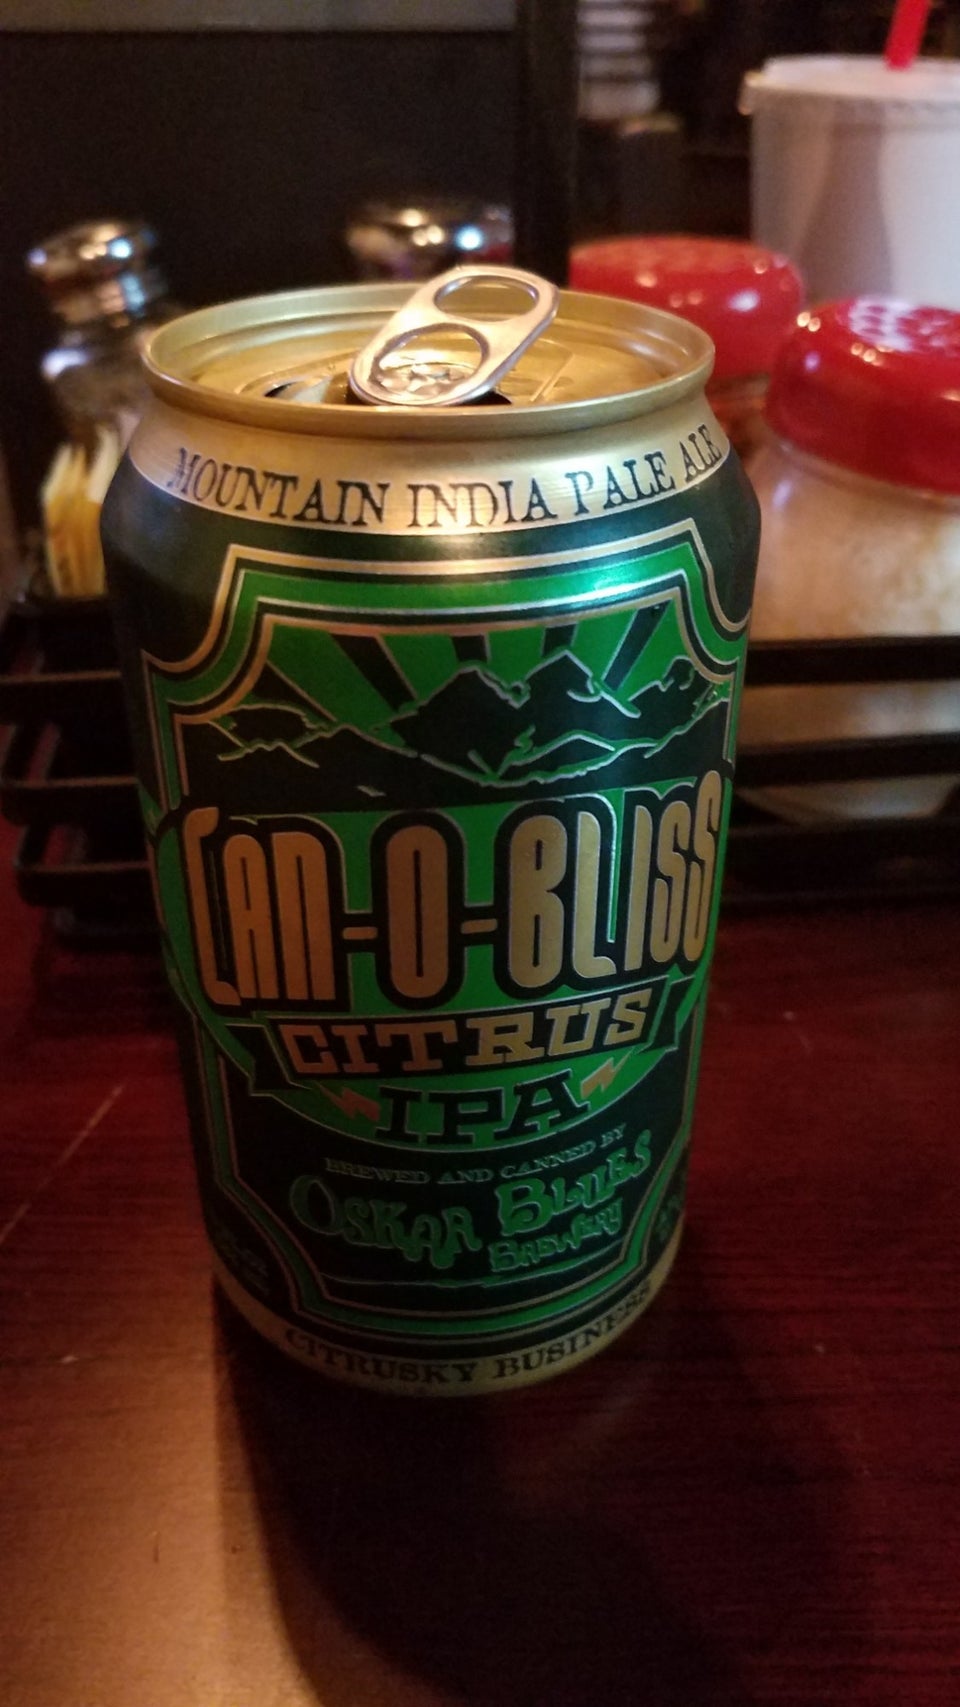 MOUNTAIN INDIA PALE ALE
CAN-O-BLISS
CITRUS
IPA
BREWED AND CANNED BY
OSKAR BLUES
BREWERY
CITRUSKY BUSINESS